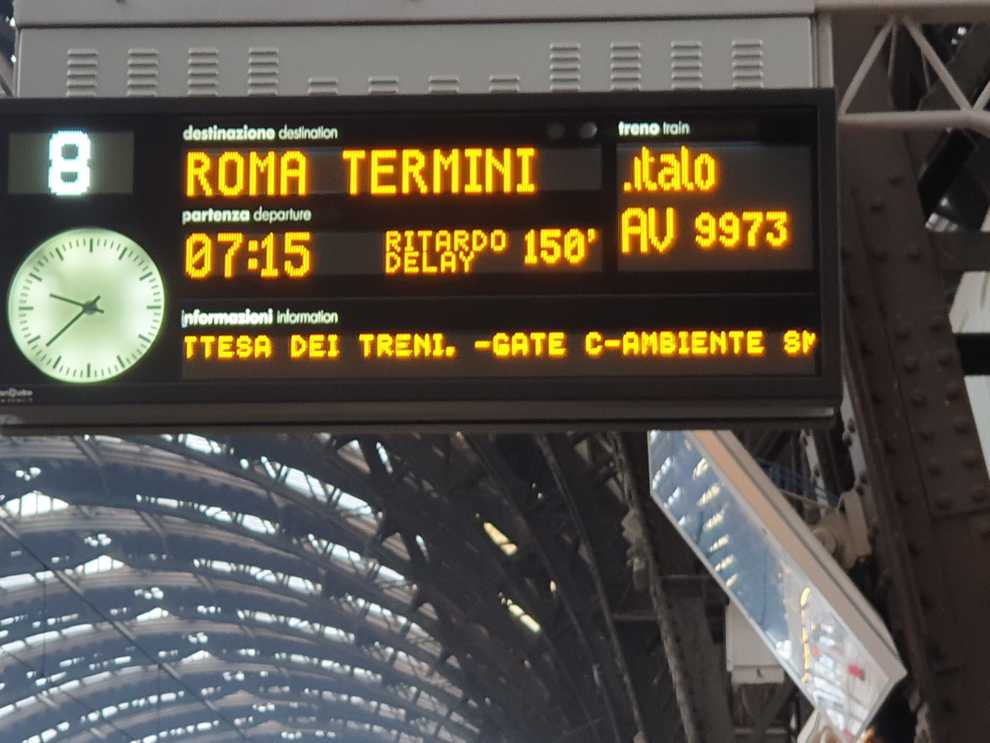 8
destinazione destination
ROMA TERMINI
treno train
.italo
AV 9973
partenza departure
07:15
RITARDO
DELAY
150'
informazioni information
TTESA DEI TRENI. -GATE C-AMBIENTE